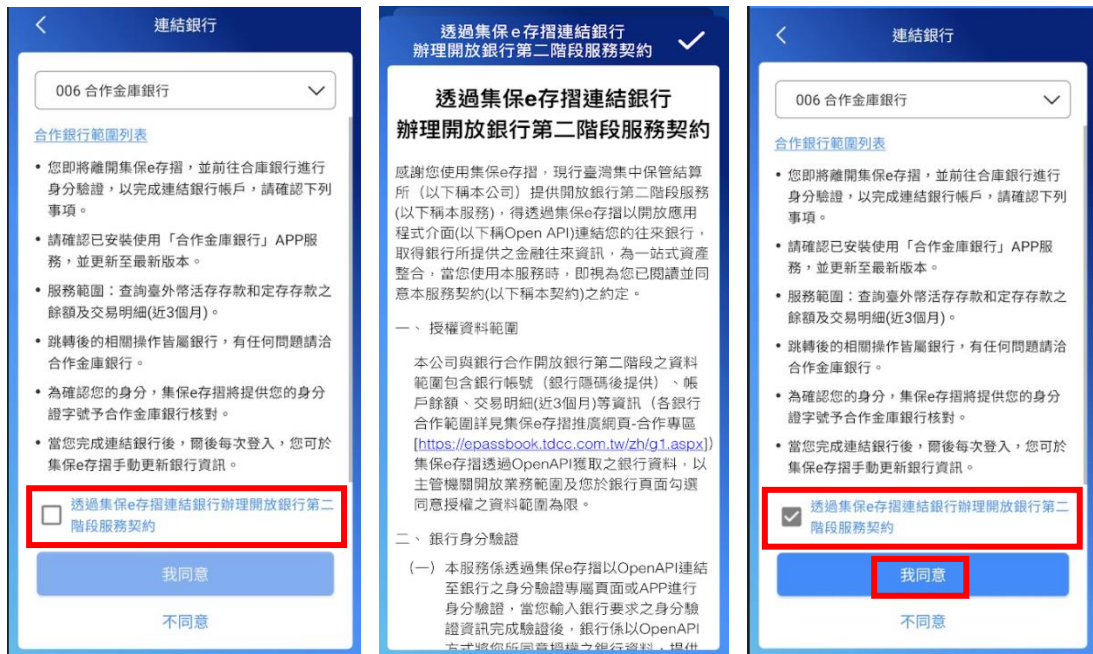 連結銀行
006 合作金庫銀行
合作銀行範圍列表
• 您即將離開集保e存摺，並前往合庫銀行進行
身分驗證，以完成連結銀行帳戶，請確認下列
事項。
• 請確認已安裝使用「合作金庫銀行」APP服
務，並更新至最新版本。
• 服務範圍：查詢臺外幣活存存款和定存存款之
餘額及交易明細(近3個月)。
• 跳轉後的相關操作皆屬銀行，有任何問題請洽
合作金庫銀行。
• 為確認您的身分，集保e存摺將提供您的身分
證字號予合作金庫銀行核對。
• 當您完成連結銀行後，爾後每次登入，您可於
集保e存摺手動更新銀行資訊。
透過集保e存摺連結銀行辦理開放銀行第二
階段服務契約
我同意
不同意
透過集保e存摺連結銀行
辦理開放銀行第二階段服務契約
透過集保e存摺連結銀行
辦理開放銀行第二階段服務契約
感謝您使用集保e存摺，現行臺灣集中保管結算
所（以下稱本公司）提供開放銀行第二階段服務
(以下稱本服務)，得透過集保e存摺以開放應用
程式介面(以下稱Open API)連結您的往來銀行，
取得銀行所提供之金融往來資訊，為一站式資產
整合，當您使用本服務時，即視為您已閱讀並同
意本服務契約(以下稱本契約)之約定。
一、 授權資料範圍
本公司與銀行合作開放銀行第二階段之資料
範圍包含銀行帳號（銀行隱碼後提供）、帳
戶餘額、交易明細(近3個月)等資訊（各銀行
合作範圍詳見集保e存摺推廣網頁-合作專區
[https://epassbook.tdcc.com.tw/zh/g1.aspx])
集保e存摺透過OpenAPI獲取之銀行資料，以
主管機關開放業務範圍及您於銀行頁面勾選
同意授權之資料範圍為限。
二、 銀行身分驗證
（一） 本服務係透過集保e存摺以OpenAPI連結
至銀行之身分驗證專屬頁面或APP進行
身分驗證，當您輸入銀行要求之身分驗
證資訊完成驗證後，銀行係以OpenAPI
方式將您所同意授權之銀行資料，提供
連結銀行
006 合作金庫銀行
合作銀行範圍列表
• 您即將離開集保e存摺，並前往合庫銀行進行
身分驗證，以完成連結銀行帳戶，請確認下列
事項。
• 請確認已安裝使用「合作金庫銀行」APP服
務，並更新至最新版本。
• 服務範圍：查詢臺外幣活存存款和定存存款之
餘額及交易明細(近3個月)。
• 跳轉後的相關操作皆屬銀行，有任何問題請洽
合作金庫銀行。
• 為確認您的身分，集保e存摺將提供您的身分
證字號予合作金庫銀行核對。
• 當您完成連結銀行後，爾後每次登入，您可於
集保e存摺手動更新銀行資訊。
透過集保e存摺連結銀行辦理開放銀行第二
階段服務契約
我同意
不同意